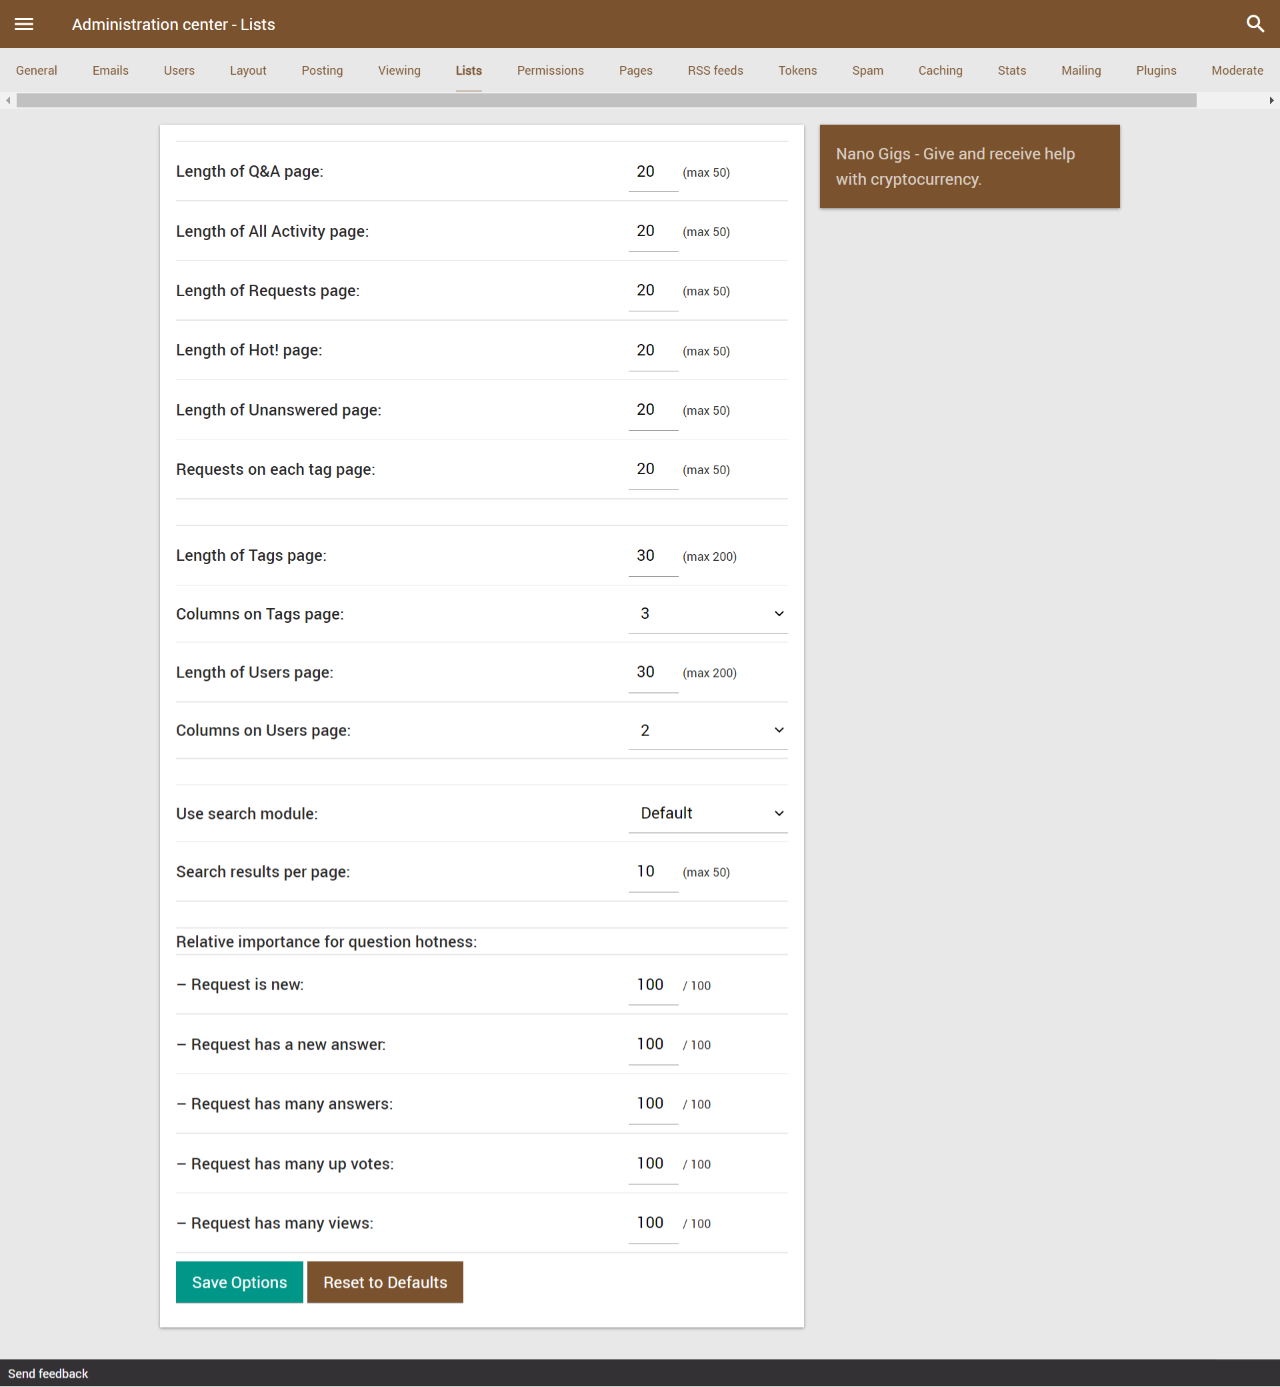 Administration center - Lists
General Emails Users Layout Posting Viewing Lists Permissions Pages RSS feeds Tokens Spam Caching Stats Mailing Plugins Moderate
Length of Q&A page: 20 (max 50)
Length of All Activity page: 20 (max 50)
Length of Requests page: 20 (max 50)
Length of Hot! page: 20 (max 50)
Length of Unanswered page: 20 (max 50)
Requests on each tag page: 20 (max 50)
Length of Tags page: 30 (max 200)
Columns on Tags page: 3
Length of Users page: 30 (max 200)
Columns on Users page: 2
Use search module: Default
Search results per page: 10 (max 50)
Relative importance for question hotness:
– Request is new: 100 / 100
– Request has a new answer: 100 / 100
– Request has many answers: 100 / 100
– Request has many up votes: 100 / 100
– Request has many views: 100 / 100
Save Options Reset to Defaults
Nano Gigs - Give and receive help
with cryptocurrency.
Send feedback